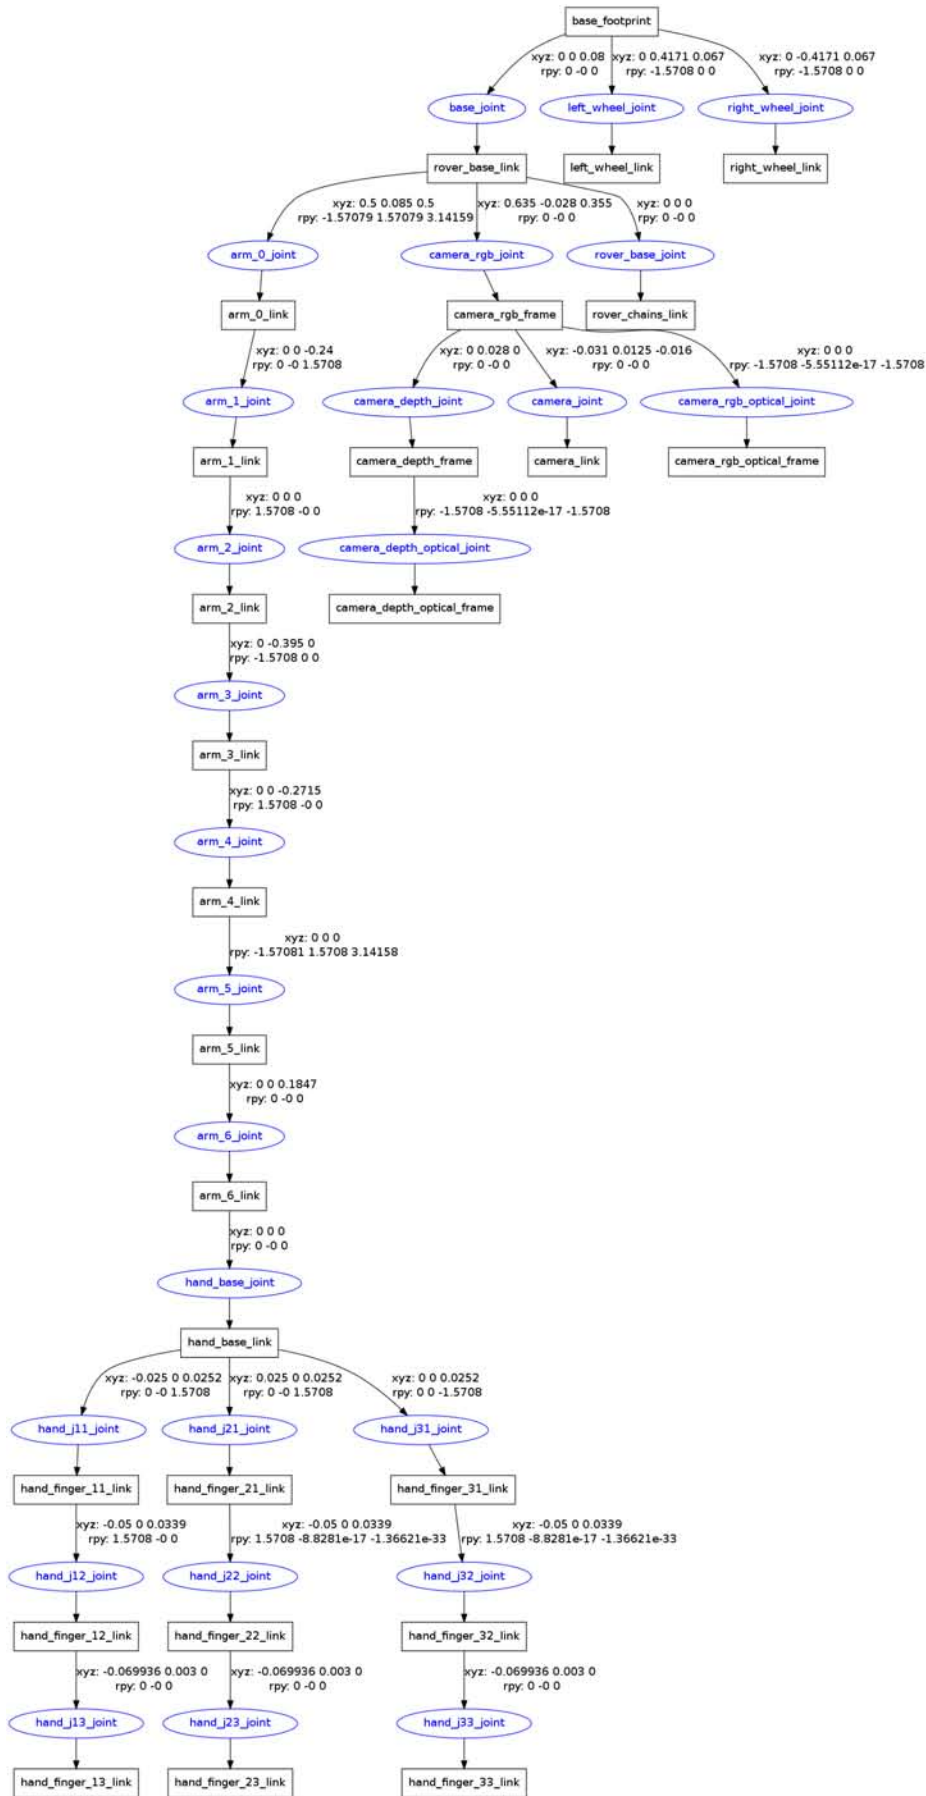 base_footprint
xyz: 0 0 0.08
rpy: 0 -0 0
xyz: 0 0.4171 0.067
rpy: -1.5708 0 0
xyz: 0 -0.4171 0.067
rpy: -1.5708 0 0
base_joint
left_wheel_joint
right_wheel_joint
rover_base_link
left_wheel_link
right_wheel_link
xyz: 0.5 0.085 0.5
rpy: -1.57079 1.57079 3.14159
xyz: 0.635 -0.028 0.355
rpy: 0 -0 0
xyz: 0 0 0
rpy: 0 -0 0
arm_0_joint
camera_rgb_joint
rover_base_joint
arm_0_link
camera_rgb_frame
rover_chains_link
xyz: 0 0 -0.24
rpy: 0 -0 1.5708
xyz: 0 0.028 0
rpy: 0 -0 0
xyz: -0.031 0.0125 -0.016
rpy: 0 -0 0
xyz: 0 0 0
rpy: -1.5708 -5.55112e-17 -1.5708
arm_1_joint
camera_depth_joint
camera_joint
camera_rgb_optical_joint
arm_1_link
camera_depth_frame
camera_link
camera_rgb_optical_frame
xyz: 0 0 0
rpy: 1.5708 -0 0
xyz: 0 0 0
rpy: -1.5708 -5.55112e-17 -1.5708
arm_2_joint
camera_depth_optical_joint
arm_2_link
camera_depth_optical_frame
xyz: 0 -0.395 0
rpy: -1.5708 0 0
arm_3_joint
arm_3_link
xyz: 0 0 -0.2715
rpy: 1.5708 -0 0
arm_4_joint
arm_4_link
xyz: 0 0 0
rpy: -1.57081 1.5708 3.14158
arm_5_joint
arm_5_link
xyz: 0 0 0.1847
rpy: 0 -0 0
arm_6_joint
arm_6_link
xyz: 0 0 0
rpy: 0 -0 0
hand_base_joint
hand_base_link
xyz: -0.025 0 0.0252
rpy: 0 -0 1.5708
xyz: 0.025 0 0.0252
rpy: 0 -0 1.5708
xyz: 0 0 0.0252
rpy: 0 0 -1.5708
hand_j11_joint
hand_j21_joint
hand_j31_joint
hand_finger_11_link
hand_finger_21_link
hand_finger_31_link
xyz: -0.05 0 0.0339
rpy: 1.5708 -0 0
xyz: -0.05 0 0.0339
rpy: 1.5708 -8.8281e-17 -1.36621e-33
xyz: -0.05 0 0.0339
rpy: 1.5708 -8.8281e-17 -1.36621e-33
hand_j12_joint
hand_j22_joint
hand_j32_joint
hand_finger_12_link
hand_finger_22_link
hand_finger_32_link
xyz: -0.069936 0.003 0
rpy: 0 -0 0
xyz: -0.069936 0.003 0
rpy: 0 -0 0
xyz: -0.069936 0.003 0
rpy: 0 -0 0
hand_j13_joint
hand_j23_joint
hand_j33_joint
hand_finger_13_link
hand_finger_23_link
hand_finger_33_link